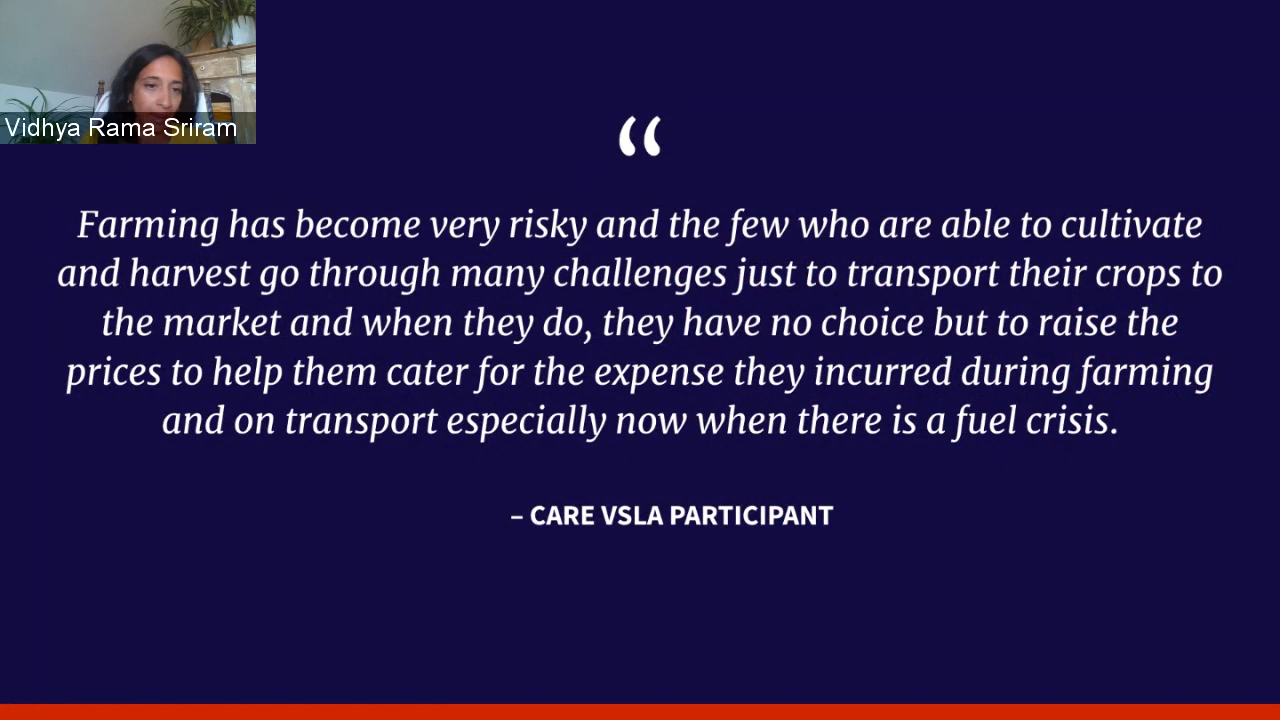 Vidhya Rama Sriram
“
Farming has become very risky and the few who are able to cultivate
and harvest go through many challenges just to transport their crops to
the market and when they do, they have no choice but to raise the
prices to help them cater for the expense they incurred during farming
and on transport especially now when there is a fuel crisis.
– CARE VSLA PARTICIPANT